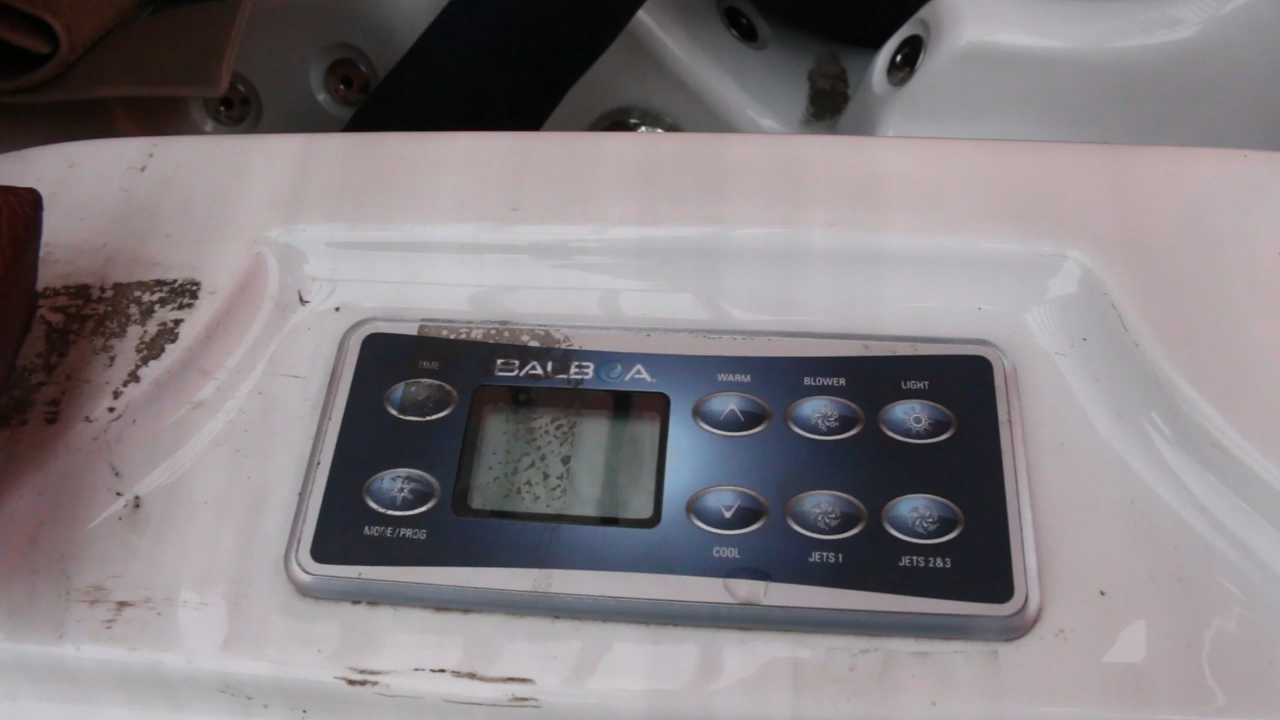 TIME
BALBOA
WARM
BLOWER
LIGHT
MODE/PROG
COOL
JETS 1
JETS 2&3